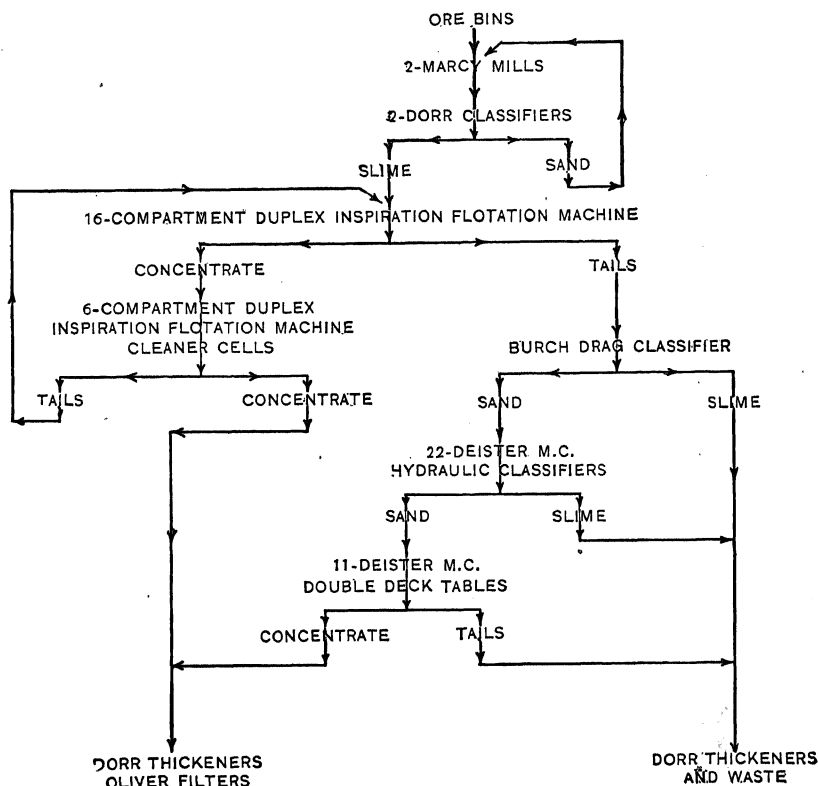 ORE BINS
2-MARCY MILLS
2-DORR CLASSIFIERS
SLIME
SAND
16-COMPARTMENT DUPLEX INSPIRATION FLOTATION MACHINE
CONCENTRATE
TAILS
6-COMPARTMENT DUPLEX
INSPIRATION FLOTATION MACHINE
CLEANER CELLS
BURCH DRAG CLASSIFIER
TAILS
CONCENTRATE
SAND
SLIME
22-DEISTER M.C.
HYDRAULIC CLASSIFIERS
SAND
SLIME
11-DEISTER M.C.
DOUBLE DECK TABLES
CONCENTRATE
TAILS
DORR THICKENERS
OLIVER FILTERS
DORR THICKENERS
AND WASTE